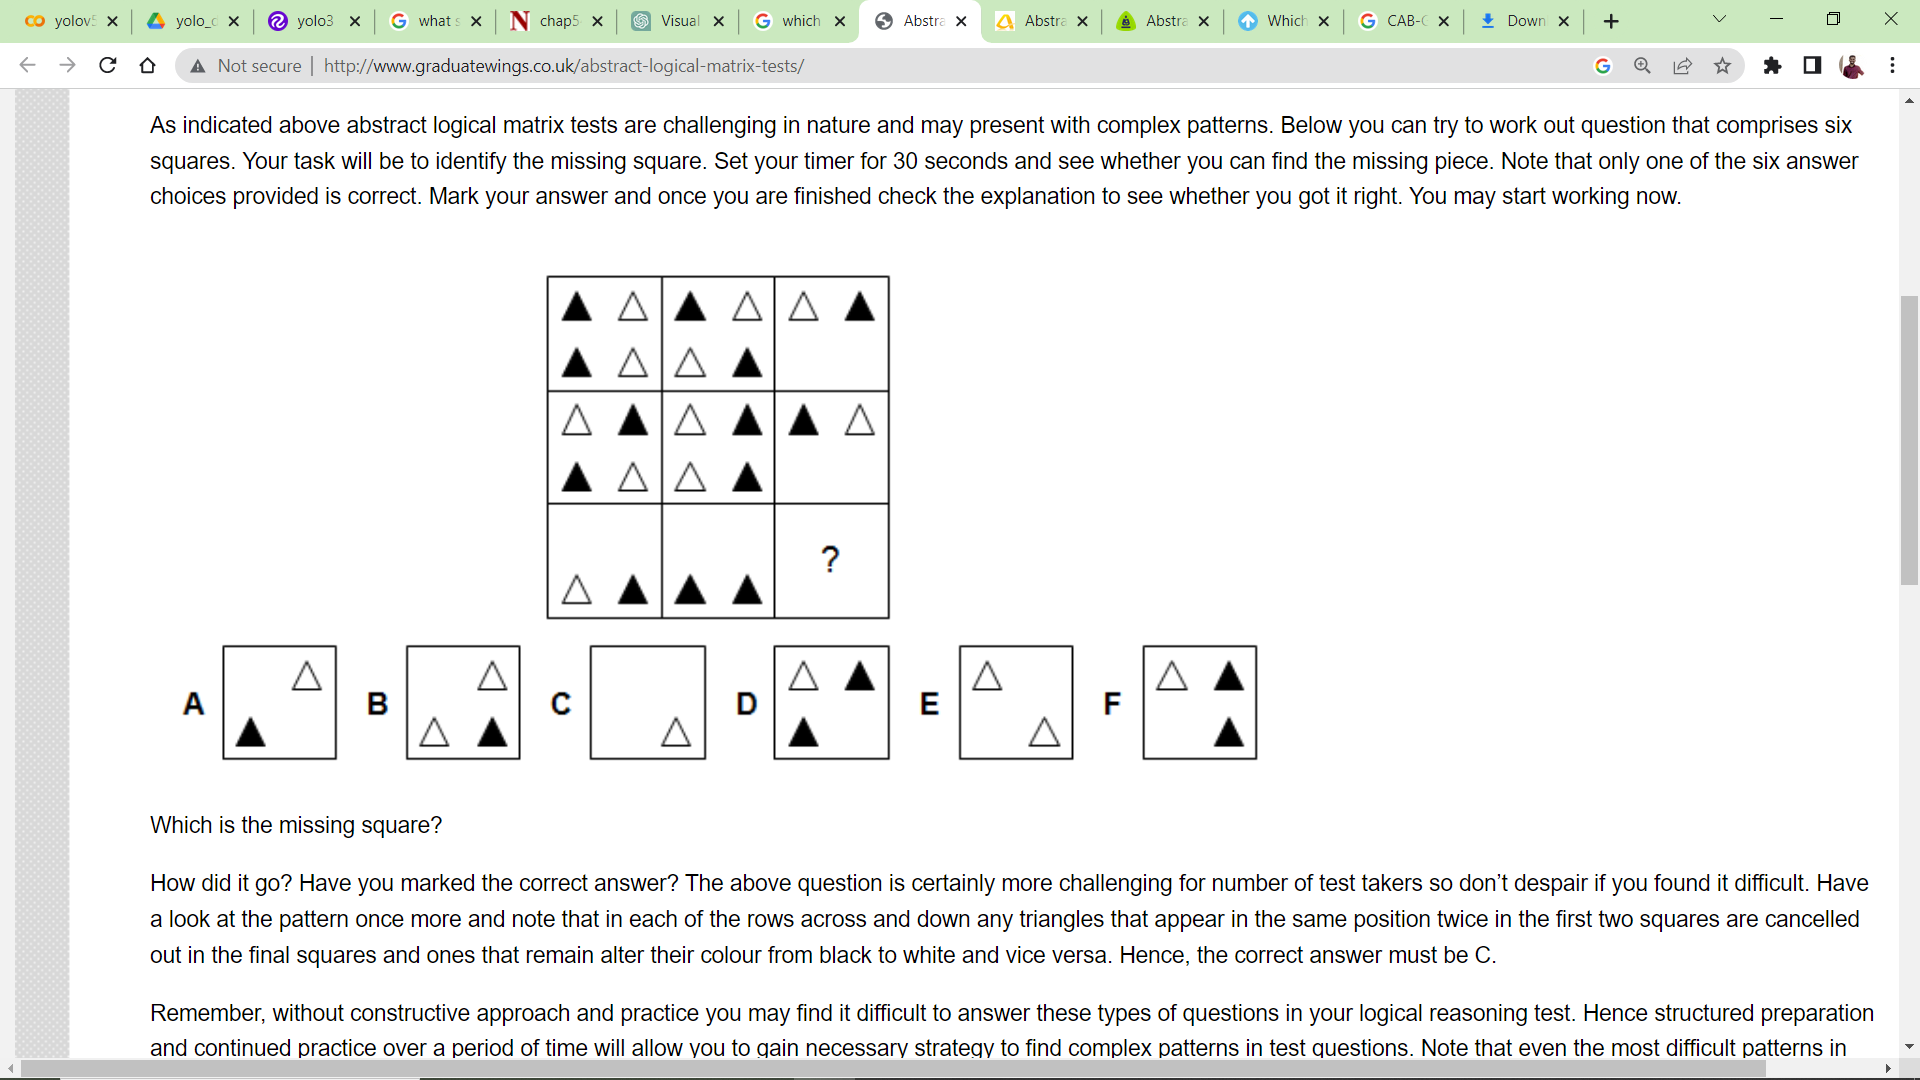 yolov5
yolo_c
yolo3
what s
chap5
Visual
which
Abstra
Abstra
Abstra
Which
CAB-C
Down
Not secure | http://www.graduatewings.co.uk/abstract-logical-matrix-tests/
As indicated above abstract logical matrix tests are challenging in nature and may present with complex patterns. Below you can try to work out question that comprises six
squares. Your task will be to identify the missing square. Set your timer for 30 seconds and see whether you can find the missing piece. Note that only one of the six answer
choices provided is correct. Mark your answer and once you are finished check the explanation to see whether you got it right. You may start working now.
?
A B C D E F
Which is the missing square?
How did it go? Have you marked the correct answer? The above question is certainly more challenging for number of test takers so don’t despair if you found it difficult. Have
a look at the pattern once more and note that in each of the rows across and down any triangles that appear in the same position twice in the first two squares are cancelled
out in the final squares and ones that remain alter their colour from black to white and vice versa. Hence, the correct answer must be C.
Remember, without constructive approach and practice you may find it difficult to answer these types of questions in your logical reasoning test. Hence structured preparation
and continued practice over a period of time will allow you to gain necessary strategy to find complex patterns in test questions. Note that even the most difficult patterns in